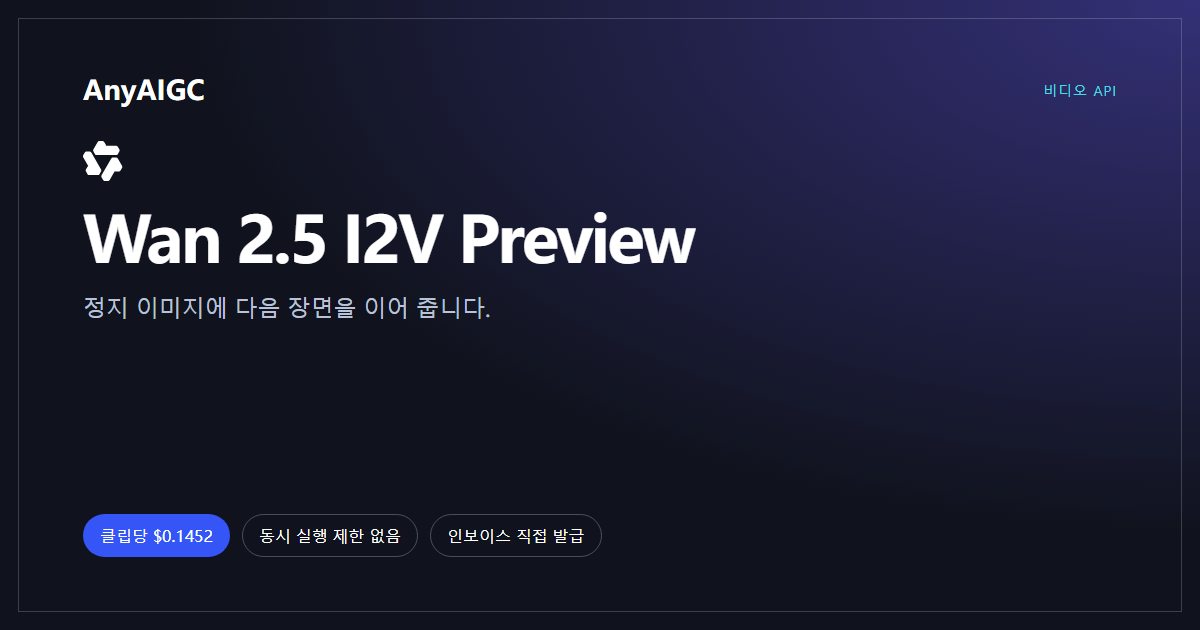 AnyAIGC
비디오 API
Wan 2.5 I2V Preview
정지 이미지에 다음 장면을 이어 줍니다.
클립당 $0.1452
동시 실행 제한 없음
인보이스 직접 발급